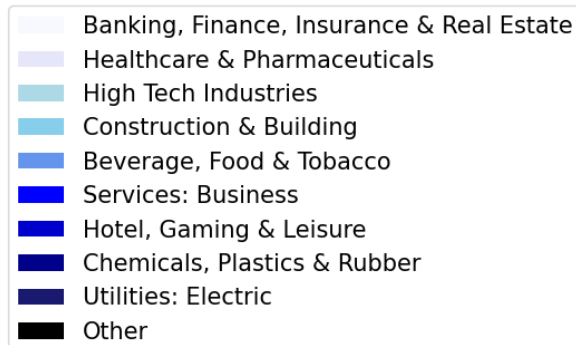 Banking, Finance, Insurance & Real Estate
Healthcare & Pharmaceuticals
High Tech Industries
Construction & Building
Beverage, Food & Tobacco
Services: Business
Hotel, Gaming & Leisure
Chemicals, Plastics & Rubber
Utilities: Electric
Other